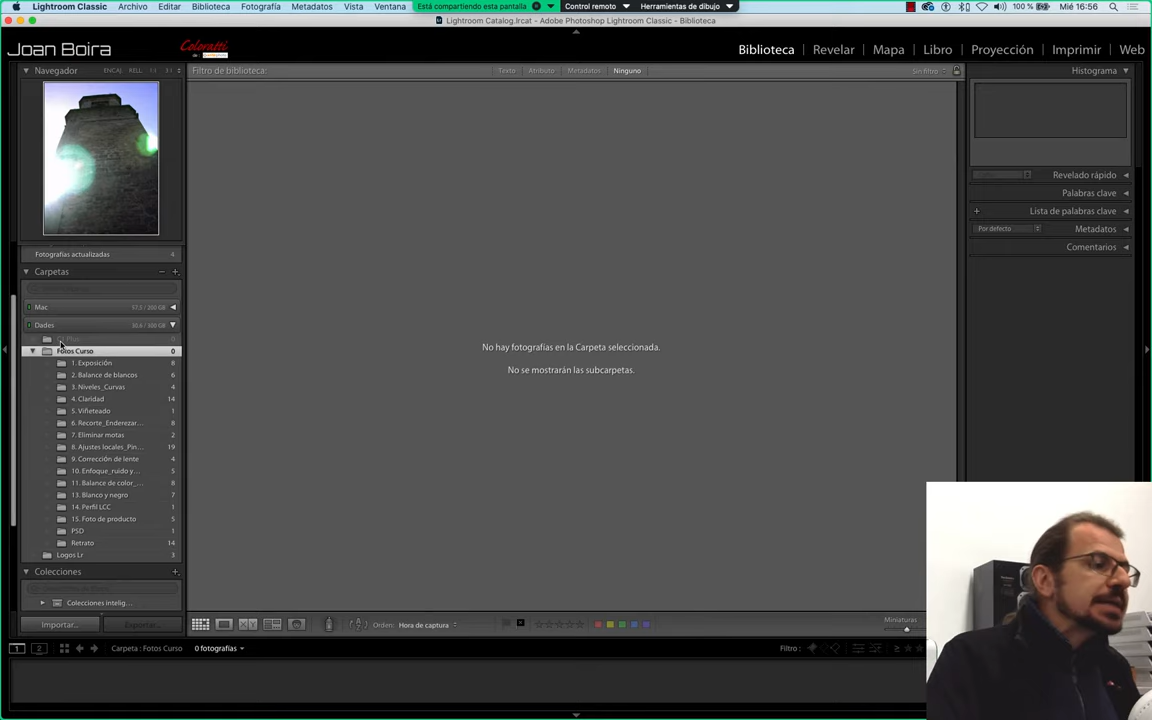 Lightroom Classic Archivo Editar Biblioteca Fotografía Metadatos Vista Ventana Está compartiendo esta pantalla Control remoto Herramientas de dibujo 100 % Mié 16:56
Lightroom Catalog.lrcat - Adobe Photoshop Lightroom Classic - Biblioteca
Joan Boira Coloratti Biblioteca | Revelar | Mapa | Libro | Proyección | Imprimir | Web
Navegador ENCAJ. RELL. 1:1 3:1
Filtro de biblioteca: Texto Atributo Metadatos Ninguno Sin filtro
Histograma
Revelado rápido
Palabras clave
Lista de palabras clave
Por defecto Metadatos
Comentarios
Fotografías actualizadas 4
Carpetas
Mac
Dades
0
Fotos Curso 0
1. Exposición 8
2. Balance de blancos 6
3. Niveles_Curvas 4
4. Claridad 14
5. Viñeteado 1
6. Recorte_Enderezar... 8
7. Eliminar motas 2
8. Ajustes locales_Pin... 19
9. Corrección de lente 4
10. Enfoque_ruido y... 5
11. Balance de color_... 8
13. Blanco y negro 7
14. Perfil LCC 1
15. Foto de producto 5
PSD 1
Retrato 14
Logos Lr 3
Colecciones
Colecciones intelig...
No hay fotografías en la Carpeta seleccionada.
No se mostrarán las subcarpetas.
Importar... Exportar...
Orden: Hora de captura
Miniaturas
1 2 Carpeta : Fotos Curso 0 fotografías
Filtro :